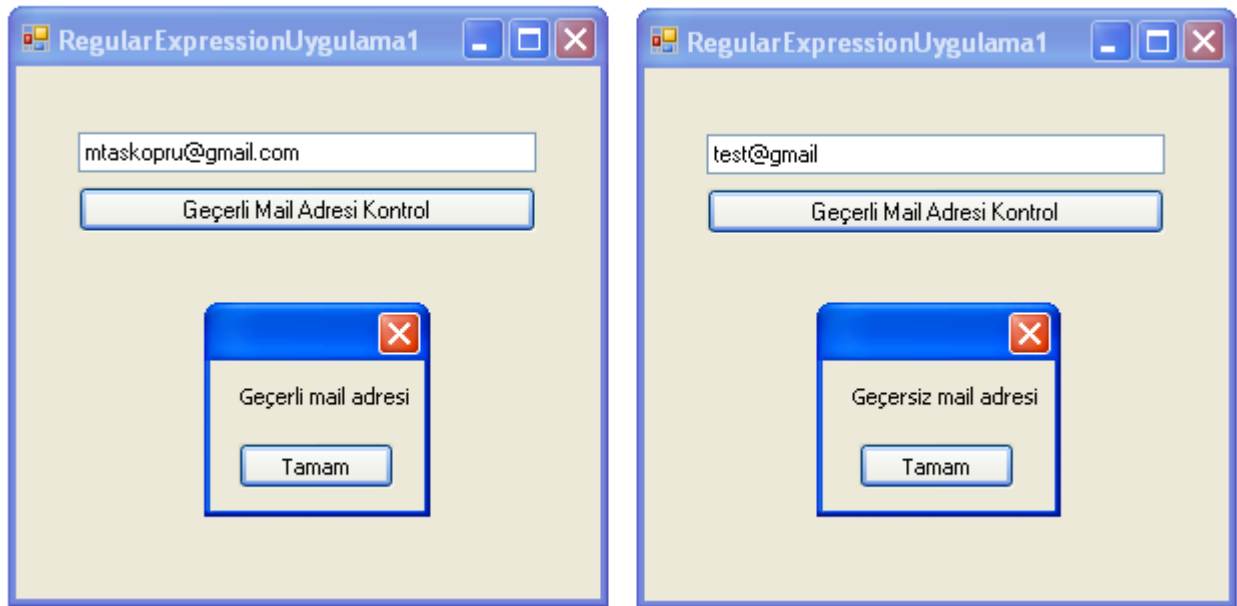 RegularExpressionUygulama1
mtaskopru@gmail.com
Geçerli Mail Adresi Kontrol
Geçerli mail adresi
Tamam
RegularExpressionUygulama1
test@gmail
Geçerli Mail Adresi Kontrol
Geçersiz mail adresi
Tamam